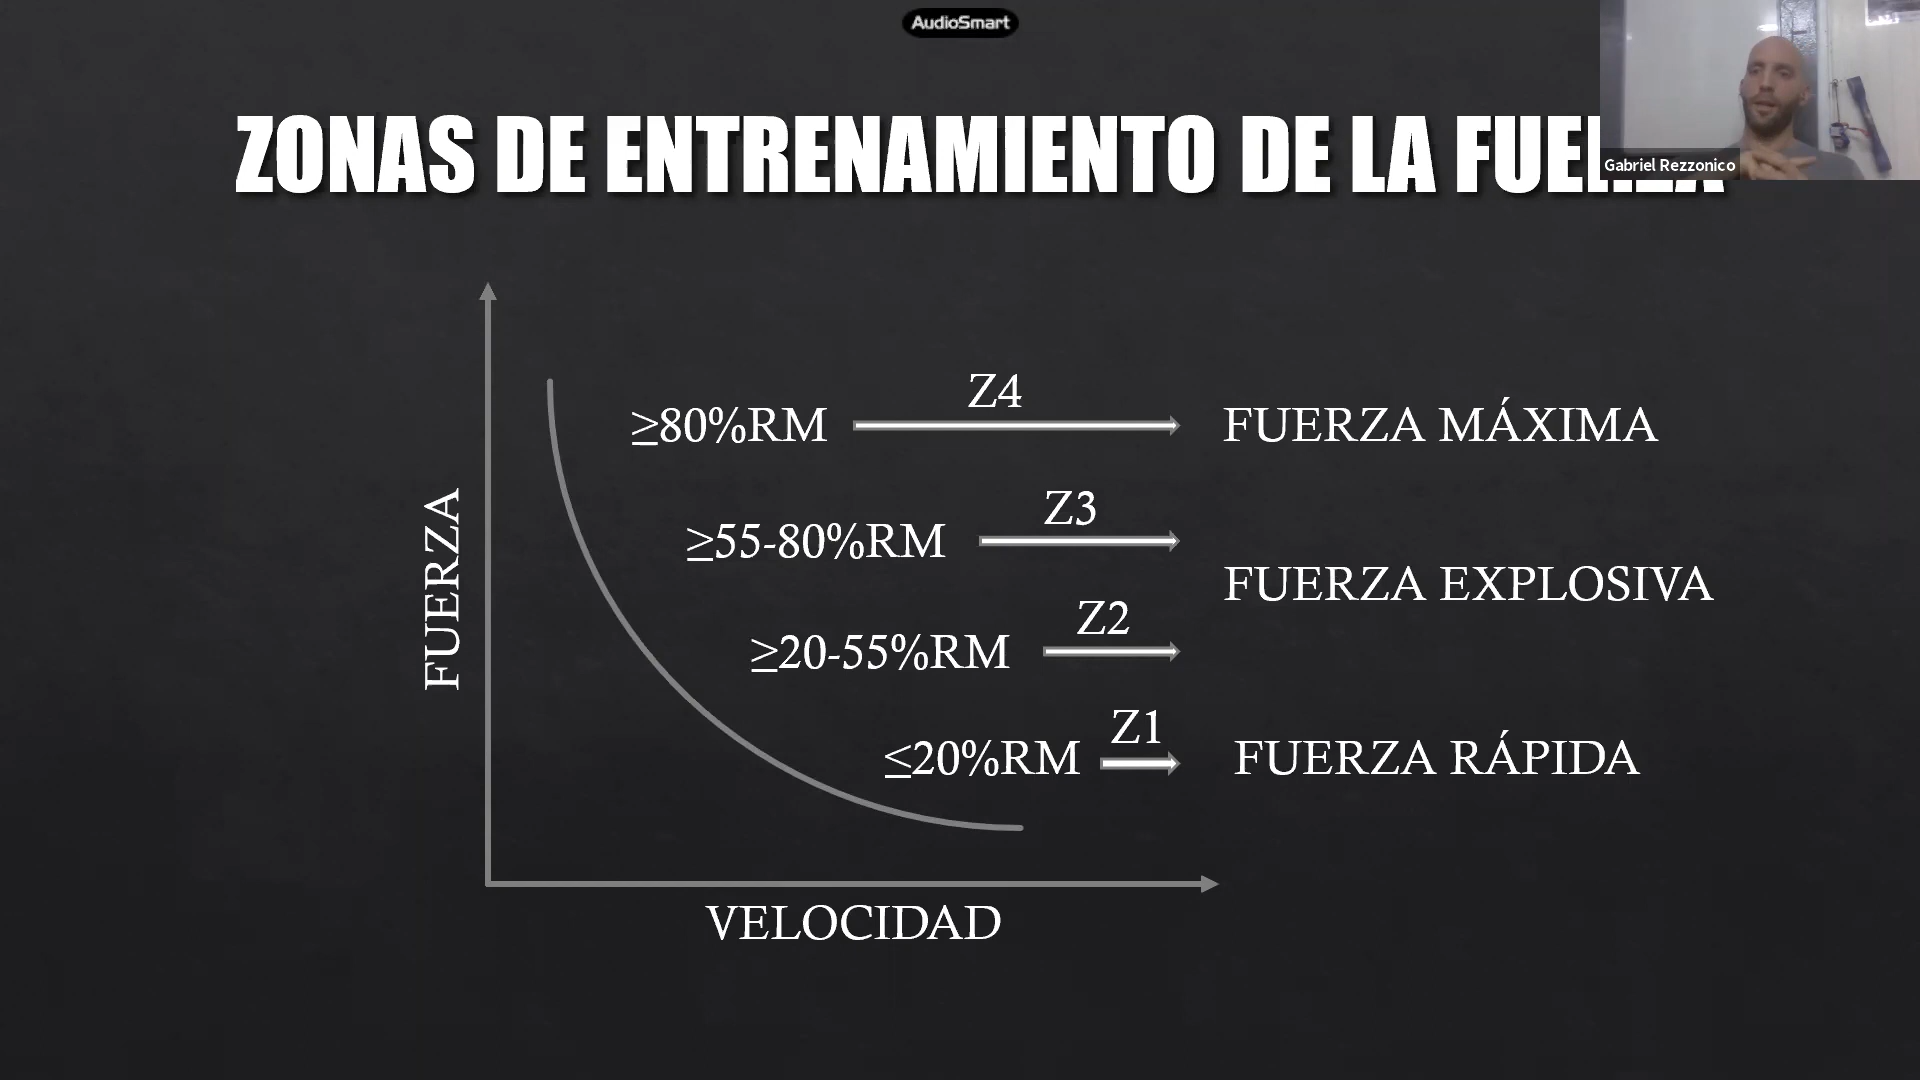 AudioSmart
ZONAS DE ENTRENAMIENTO DE LA FUERZA
Gabriel Rezzonico
Z4
≥80%RM FUERZA MÁXIMA
Z3
≥55-80%RM
FUERZA EXPLOSIVA
Z2
≥20-55%RM
Z1
≤20%RM FUERZA RÁPIDA
FUERZA
VELOCIDAD